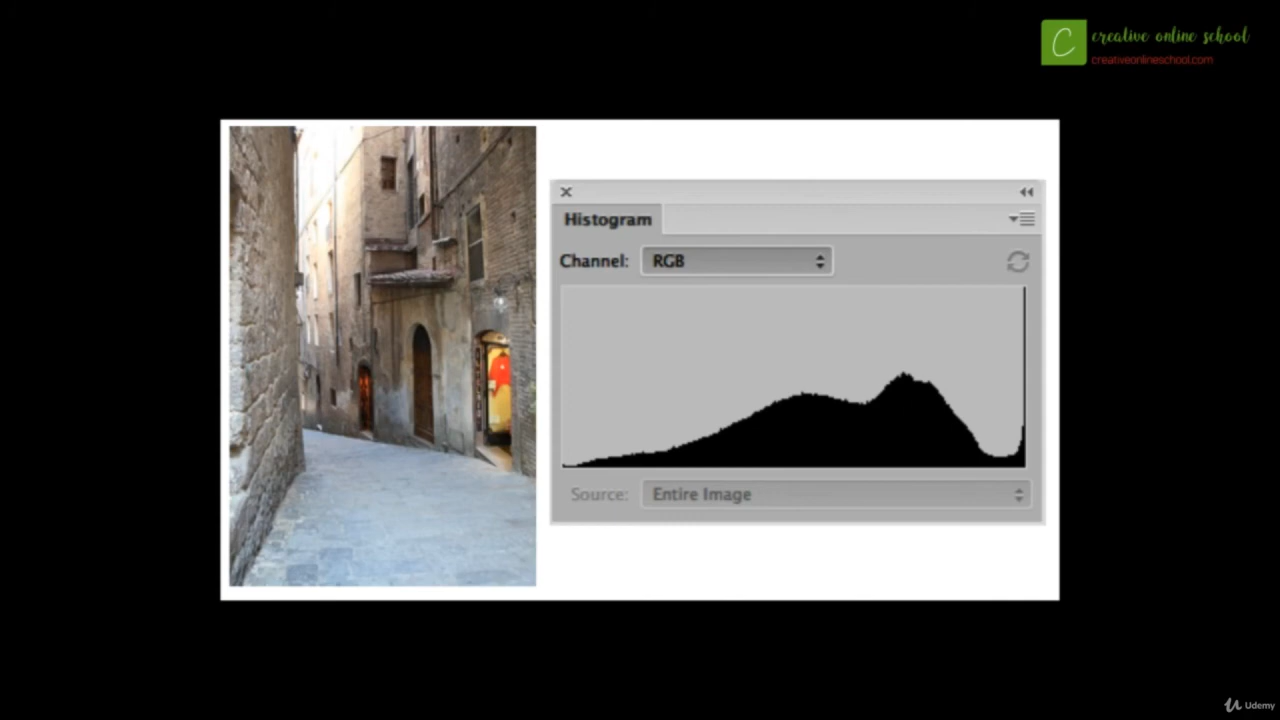 C creative online school
creativeonlineschool.com
Histogram
Channel: RGB
Source: Entire Image
Udemy